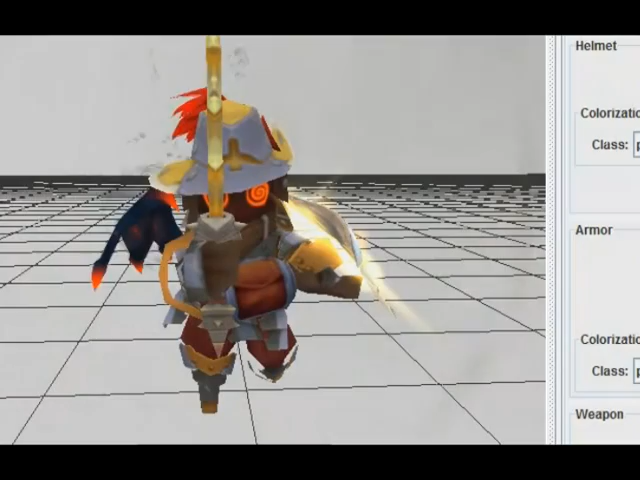 Helmet
Colorizatio
Class: p
Armor
Colorizatio
Class: p
Weapon